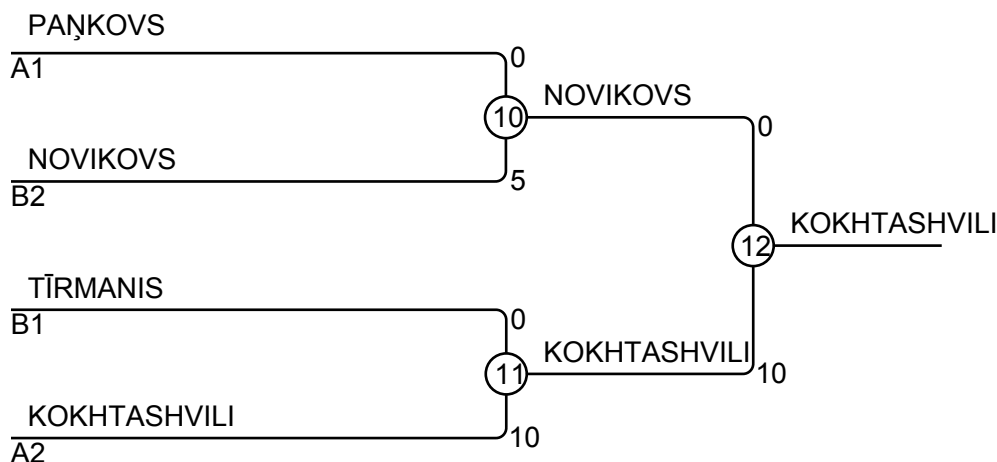 PAŅKOVS
A1
0
10
NOVIKOVS
0
NOVIKOVS
B2
5
12
KOKHTASHVILI
TĪRMANIS
B1
0
11
KOKHTASHVILI
10
KOKHTASHVILI
A2
10